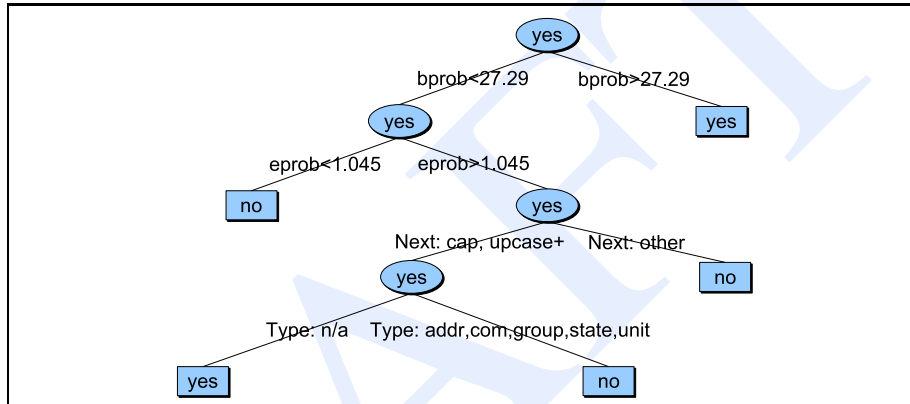 yes
bprob<27.29 bprob>27.29
yes yes
eprob<1.045 eprob>1.045
no yes
Next: cap, upcase+ Next: other
yes no
Type: n/a Type: addr,com,group,state,unit
yes no